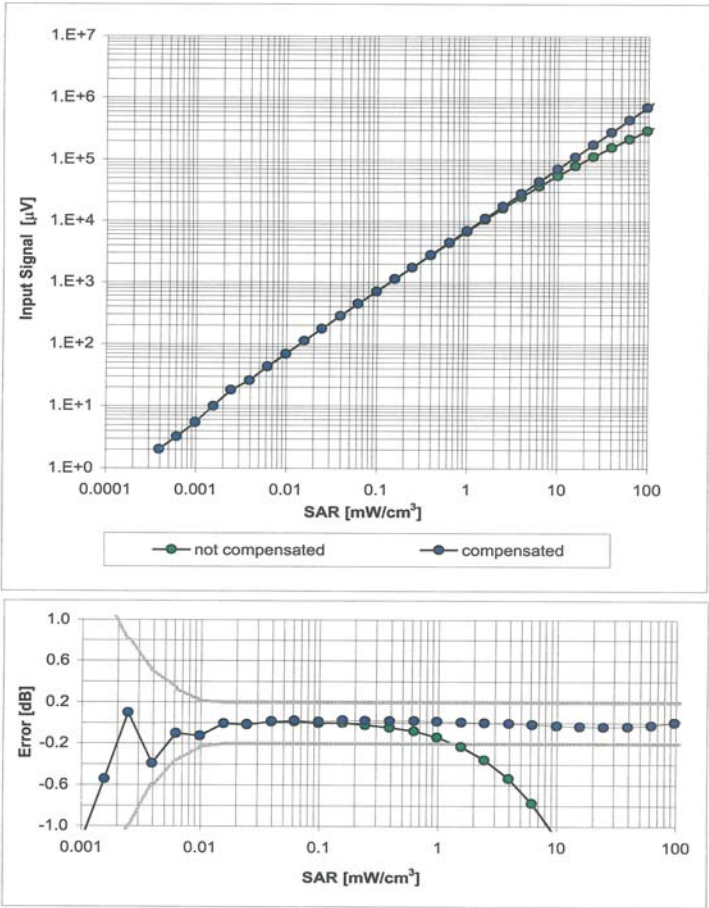 1.E+7
1.E+6
1.E+5
1.E+4
1.E+3
1.E+2
1.E+1
1.E+0
Input Signal [µV]
0.0001 0.001 0.01 0.1 1 10 100
SAR [mW/cm³]
not compensated compensated
1.0
0.6
0.2
-0.2
-0.6
-1.0
Error [dB]
0.001 0.01 0.1 1 10 100
SAR [mW/cm³]